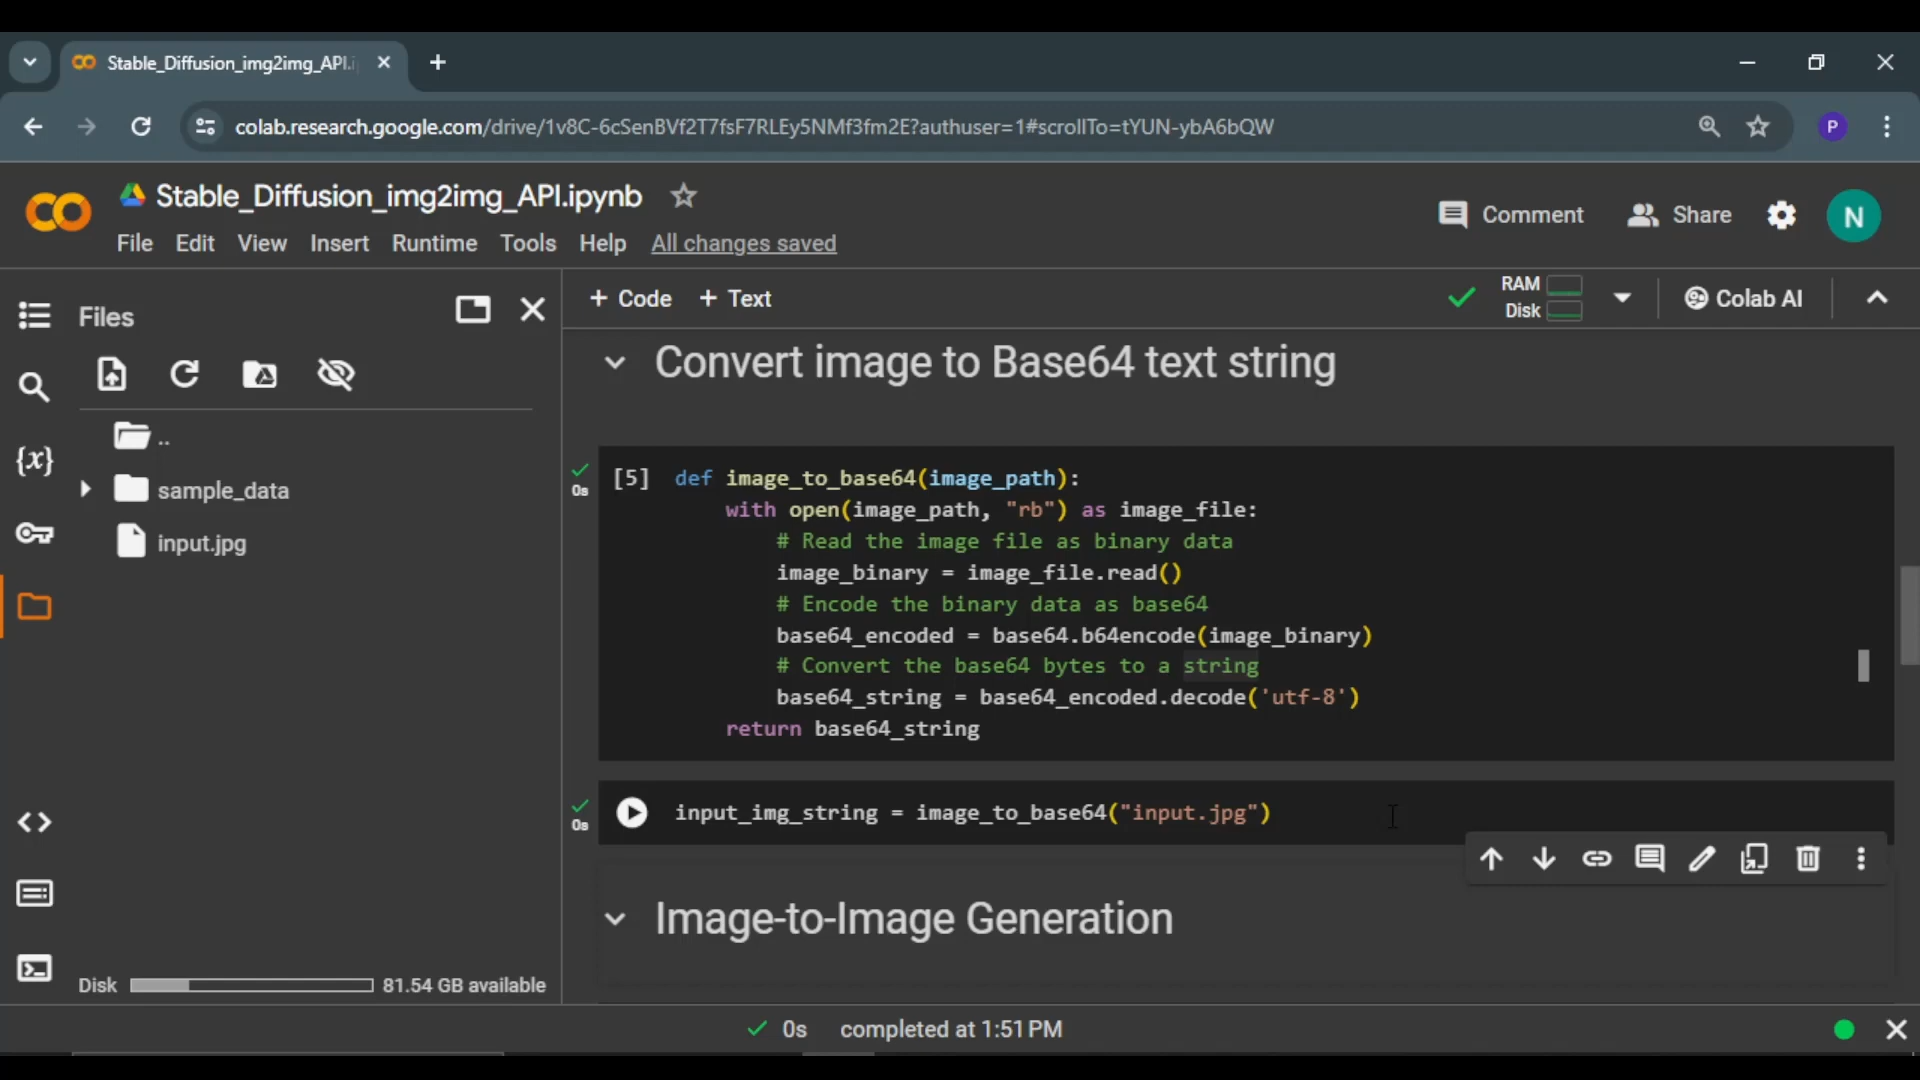 Stable_Diffusion_img2img_API.i
colab.research.google.com/drive/1v8C-6cSenBVf2T7fsF7RLEy5NMf3fm2E?authuser=1#scrollTo=tYUN-ybA6bQW
P
Stable_Diffusion_img2img_API.ipynb
File Edit View Insert Runtime Tools Help All changes saved
Comment Share N
Files
+ Code + Text
RAM
Disk
Colab AI
..
sample_data
input.jpg
{x}
Disk 81.54 GB available
Convert image to Base64 text string
0s
[5] def image_to_base64(image_path):
with open(image_path, "rb") as image_file:
# Read the image file as binary data
image_binary = image_file.read()
# Encode the binary data as base64
base64_encoded = base64.b64encode(image_binary)
# Convert the base64 bytes to a string
base64_string = base64_encoded.decode('utf-8')
return base64_string
0s
input_img_string = image_to_base64("input.jpg")
Image-to-Image Generation
0s completed at 1:51 PM